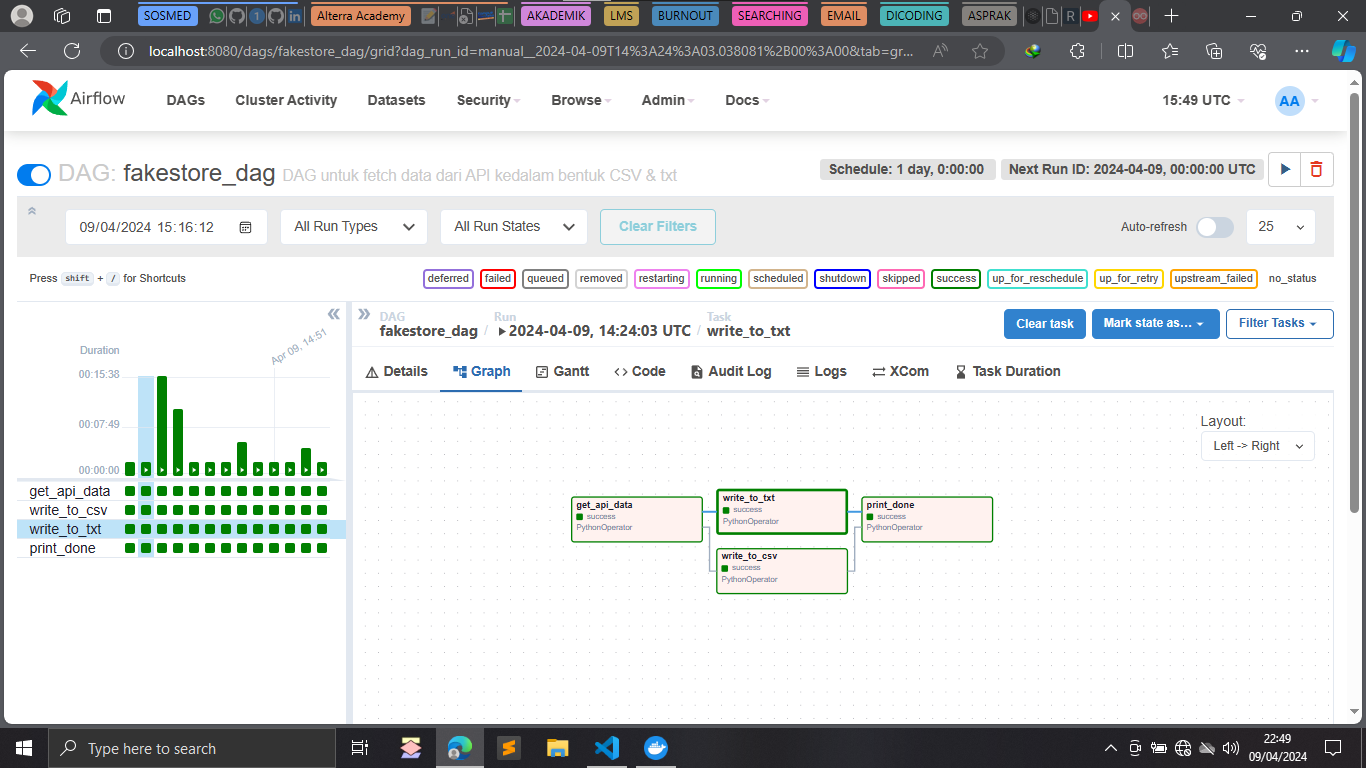 SOSMED
Alterra Academy
AKADEMIK
LMS
BURNOUT
SEARCHING
EMAIL
DICODING
ASPRAK
localhost:8080/dags/fakestore_dag/grid?dag_run_id=manual__2024-04-09T14%3A24%3A03.038081%2B00%3A00&tab=gr...
Airflow
DAGs
Cluster Activity
Datasets
Security
Browse
Admin
Docs
15:49 UTC
AA
DAG: fakestore_dag DAG untuk fetch data dari API kedalam bentuk CSV & txt
Schedule: 1 day, 0:00:00
Next Run ID: 2024-04-09, 00:00:00 UTC
09/04/2024 15:16:12
All Run Types
All Run States
Clear Filters
Auto-refresh
25
Press shift + / for Shortcuts
deferred
failed
queued
removed
restarting
running
scheduled
shutdown
skipped
success
up_for_reschedule
up_for_retry
upstream_failed
no_status
Duration
Apr 09, 14:51
00:15:38
00:07:49
00:00:00
get_api_data
write_to_csv
write_to_txt
print_done
DAG
fakestore_dag
/
Run
2024-04-09, 14:24:03 UTC
/
Task
write_to_txt
Clear task
Mark state as...
Filter Tasks
Details
Graph
Gantt
Code
Audit Log
Logs
XCom
Task Duration
Layout:
Left -> Right
get_api_data
success
PythonOperator
write_to_txt
success
PythonOperator
print_done
success
PythonOperator
write_to_csv
success
PythonOperator
Type here to search
22:49
09/04/2024